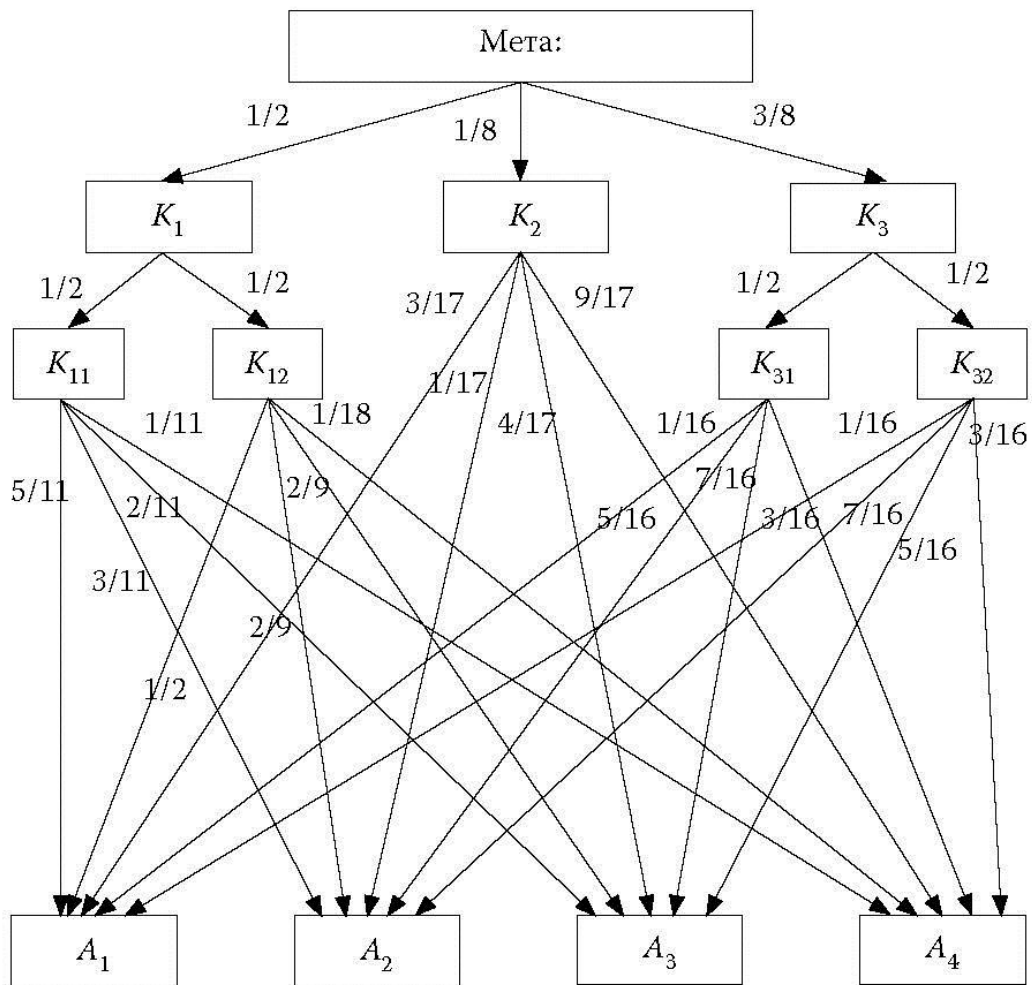 Мета:
1/2
1/8
3/8
K₁
K₂
K₃
1/2
1/2
3/17
9/17
1/2
1/2
K₁₁
K₁₂
K₃₁
K₃₂
1/17
1/11
1/18
4/17
1/16
1/16
3/16
5/11
2/11
2/9
7/16
5/16
3/16
7/16
5/16
3/11
2/9
1/2
A₁
A₂
A₃
A₄